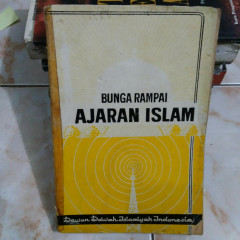 BUNGA RAMPAI
AJARAN ISLAM
Dewan Da'wah Islamiyah Indonesia